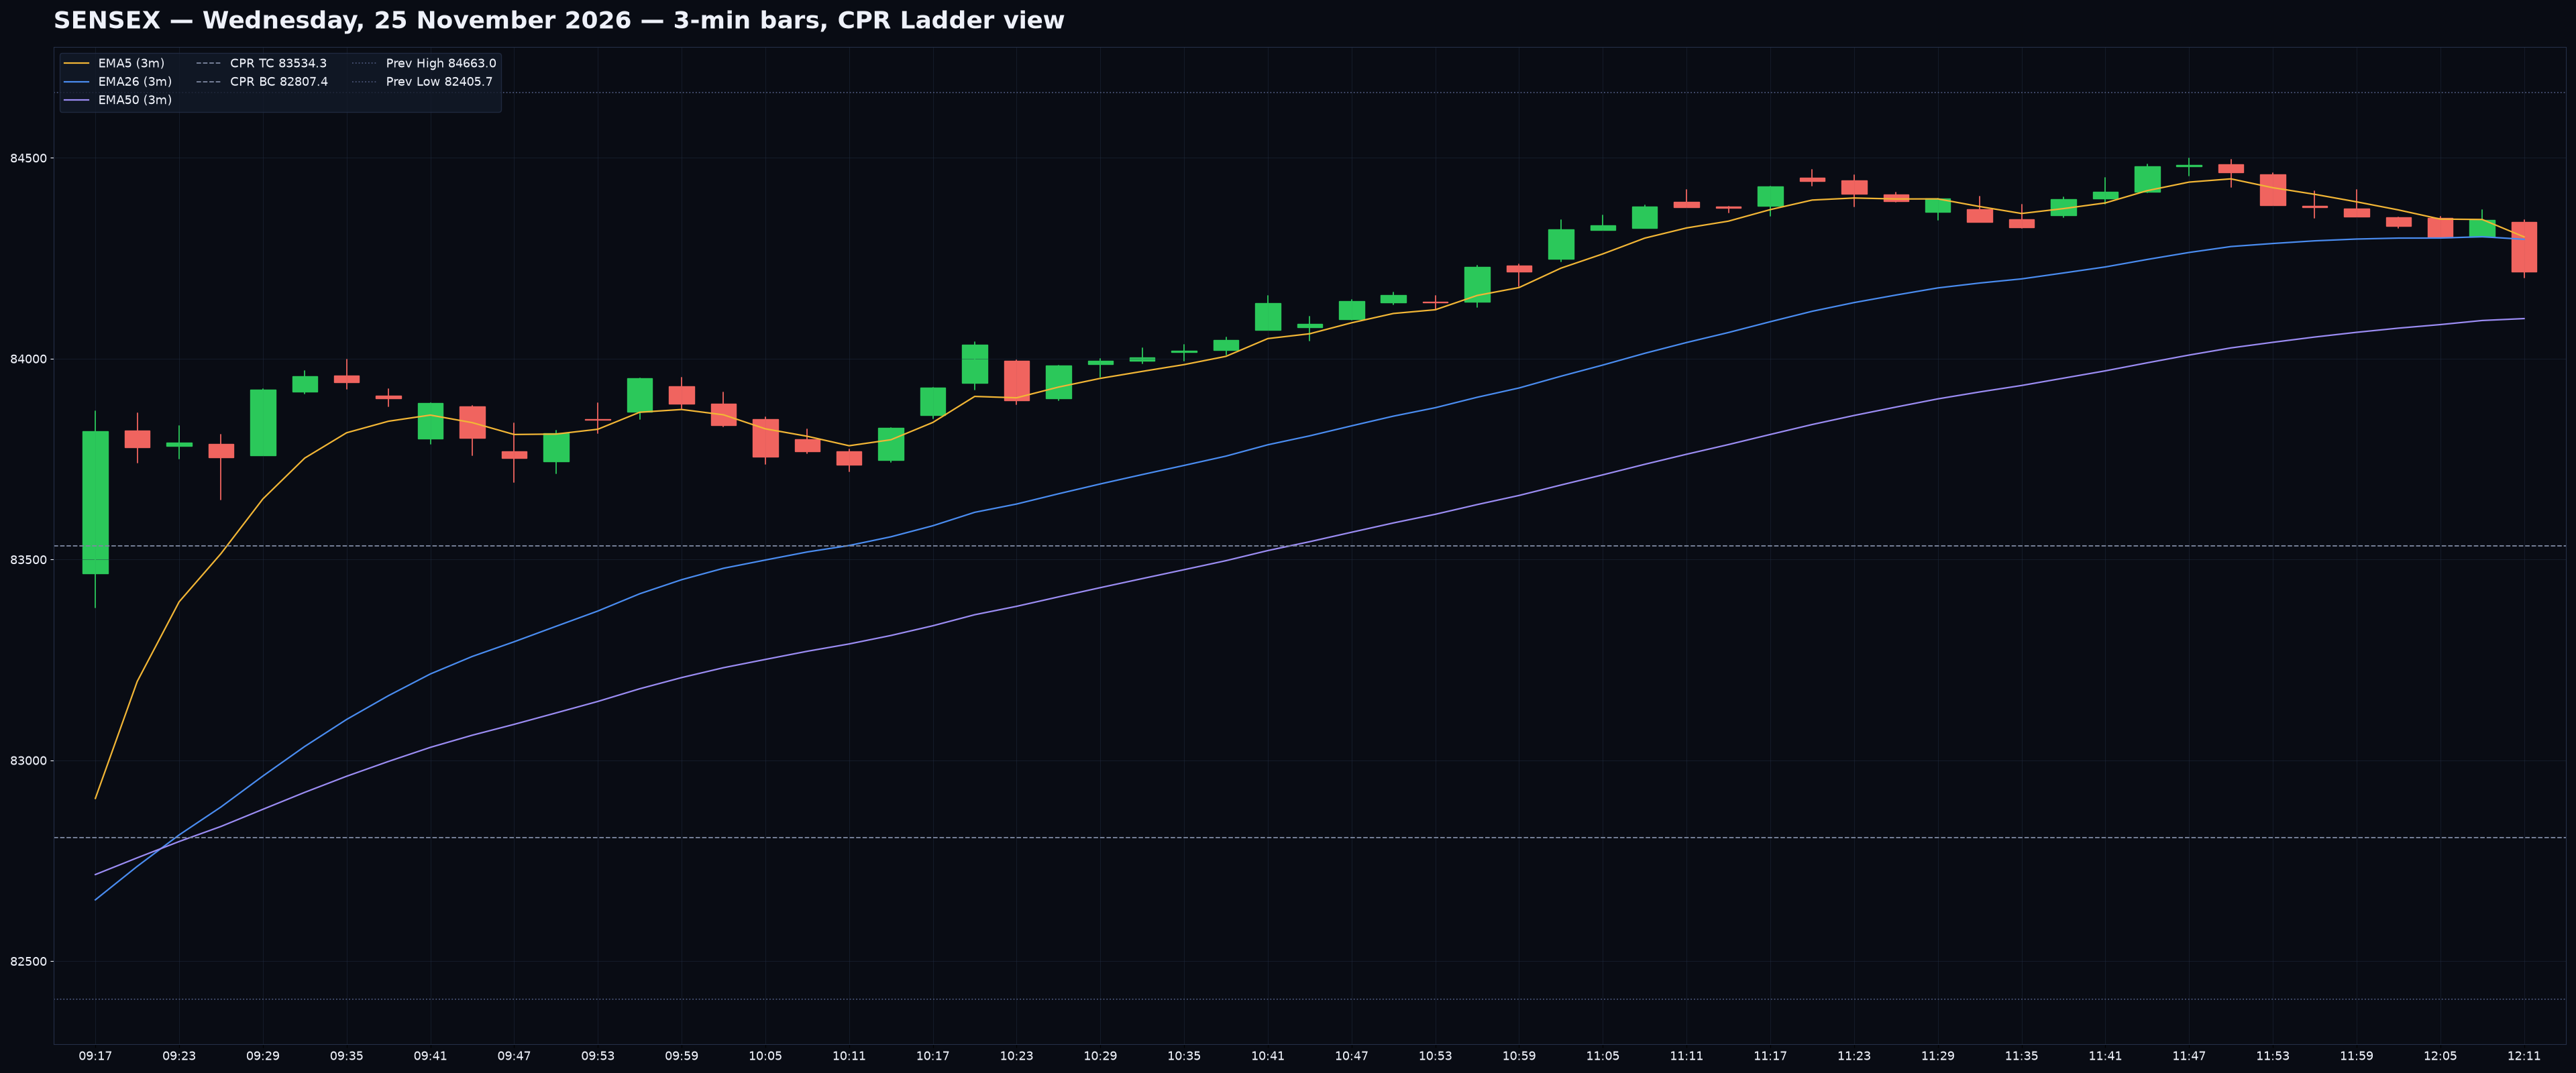 SENSEX — Wednesday, 25 November 2026 — 3-min bars, CPR Ladder view
EMA5 (3m) CPR TC 83534.3 Prev High 84663.0
EMA26 (3m) CPR BC 82807.4 Prev Low 82405.7
EMA50 (3m)
84500
84000
83500
83000
82500
09:17 09:23 09:29 09:35 09:41 09:47 09:53 09:59 10:05 10:11 10:17 10:23 10:29 10:35 10:41 10:47 10:53 10:59 11:05 11:11 11:17 11:23 11:29 11:35 11:41 11:47 11:53 11:59 12:05 12:11